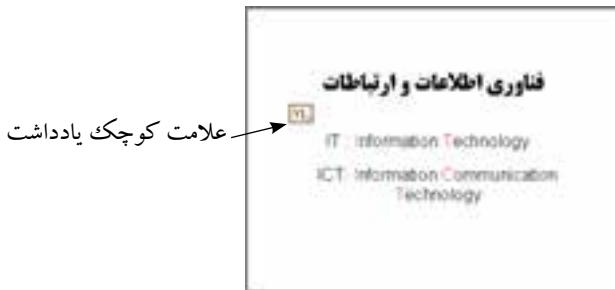 فناوری اطلاعات و ارتباطات
علامت کوچک یادداشت
IT : Information Technology
ICT: Information Communication
Technology